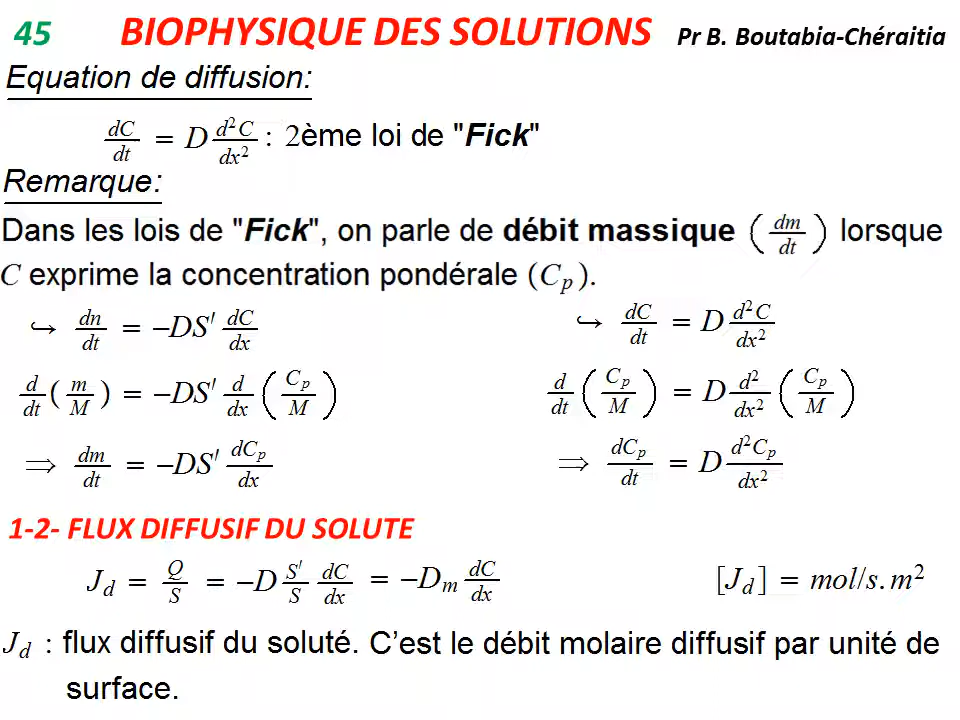 45 BIOPHYSIQUE DES SOLUTIONS Pr B. Boutabia-Chéraitia
Equation de diffusion:
dC/dt = D d²C/dx² : 2ème loi de "Fick"
Remarque:
Dans les lois de "Fick", on parle de débit massique (dm/dt) lorsque
C exprime la concentration pondérale (Cₚ).
↪ dn/dt = −DS′ dC/dx ↪ dC/dt = D d²C/dx²
d/dt(m/M) = −DS′ d/dx (Cₚ/M) d/dt (Cₚ/M) = D d²/dx² (Cₚ/M)
⇒ dm/dt = −DS′ dCₚ/dx ⇒ dCₚ/dt = D d²Cₚ/dx²
1-2- FLUX DIFFUSIF DU SOLUTE
J_d = Q/S = −D S′/S dC/dx = −Dₘ dC/dx [J_d] = mol/s.m²
J_d : flux diffusif du soluté. C’est le débit molaire diffusif par unité de
surface.